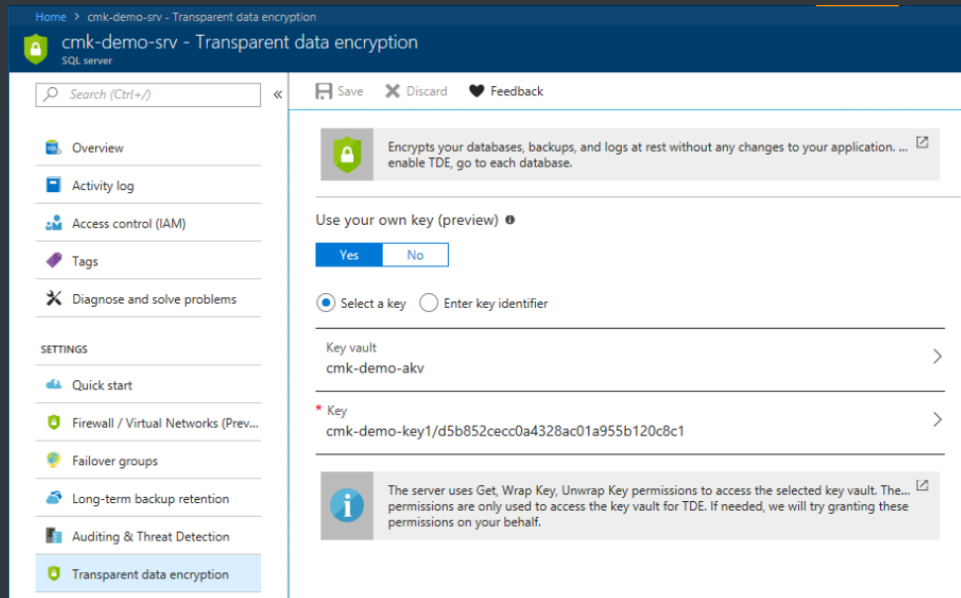 Home > cmk-demo-srv - Transparent data encryption
cmk-demo-srv - Transparent data encryption
SQL server
Search (Ctrl+/)
«
Save
Discard
Feedback
Overview
Activity log
Access control (IAM)
Tags
Diagnose and solve problems
SETTINGS
Quick start
Firewall / Virtual Networks (Prev...
Failover groups
Long-term backup retention
Auditing & Threat Detection
Transparent data encryption
Encrypts your databases, backups, and logs at rest without any changes to your application. ...
enable TDE, go to each database.
Use your own key (preview)
Yes
No
Select a key
Enter key identifier
Key vault
cmk-demo-akv
* Key
cmk-demo-key1/d5b852cecc0a4328ac01a955b120c8c1
The server uses Get, Wrap Key, Unwrap Key permissions to access the selected key vault. The...
permissions are only used to access the key vault for TDE. If needed, we will try granting these
permissions on your behalf.